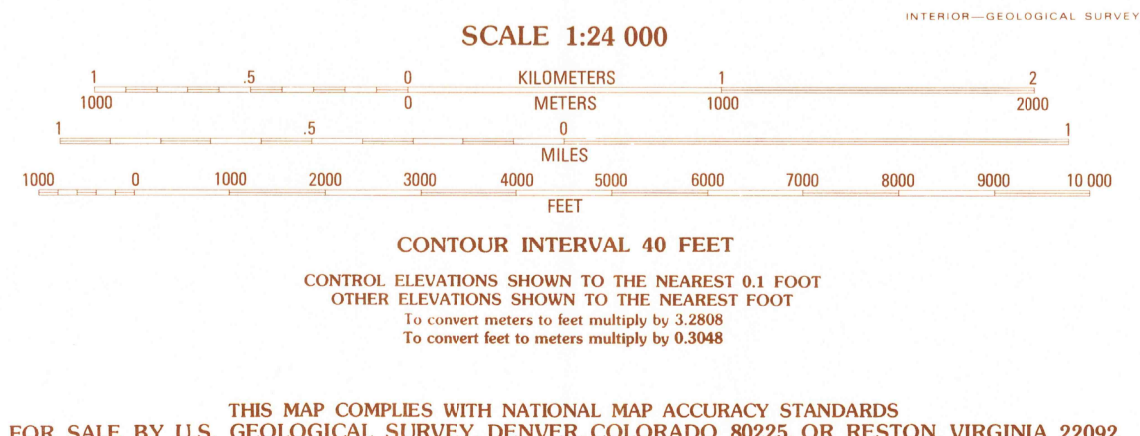 INTERIOR—GEOLOGICAL SURVEY
SCALE 1:24 000
1 .5 0 KILOMETERS 1 2
1000 0 METERS 1000 2000
1 .5 0 1
MILES
1000 0 1000 2000 3000 4000 5000 6000 7000 8000 9000 10 000
FEET
CONTOUR INTERVAL 40 FEET
CONTROL ELEVATIONS SHOWN TO THE NEAREST 0.1 FOOT
OTHER ELEVATIONS SHOWN TO THE NEAREST FOOT
To convert meters to feet multiply by 3.2808
To convert feet to meters multiply by 0.3048
THIS MAP COMPLIES WITH NATIONAL MAP ACCURACY STANDARDS
FOR SALE BY U.S. GEOLOGICAL SURVEY, DENVER, COLORADO 80225, OR RESTON, VIRGINIA 22092